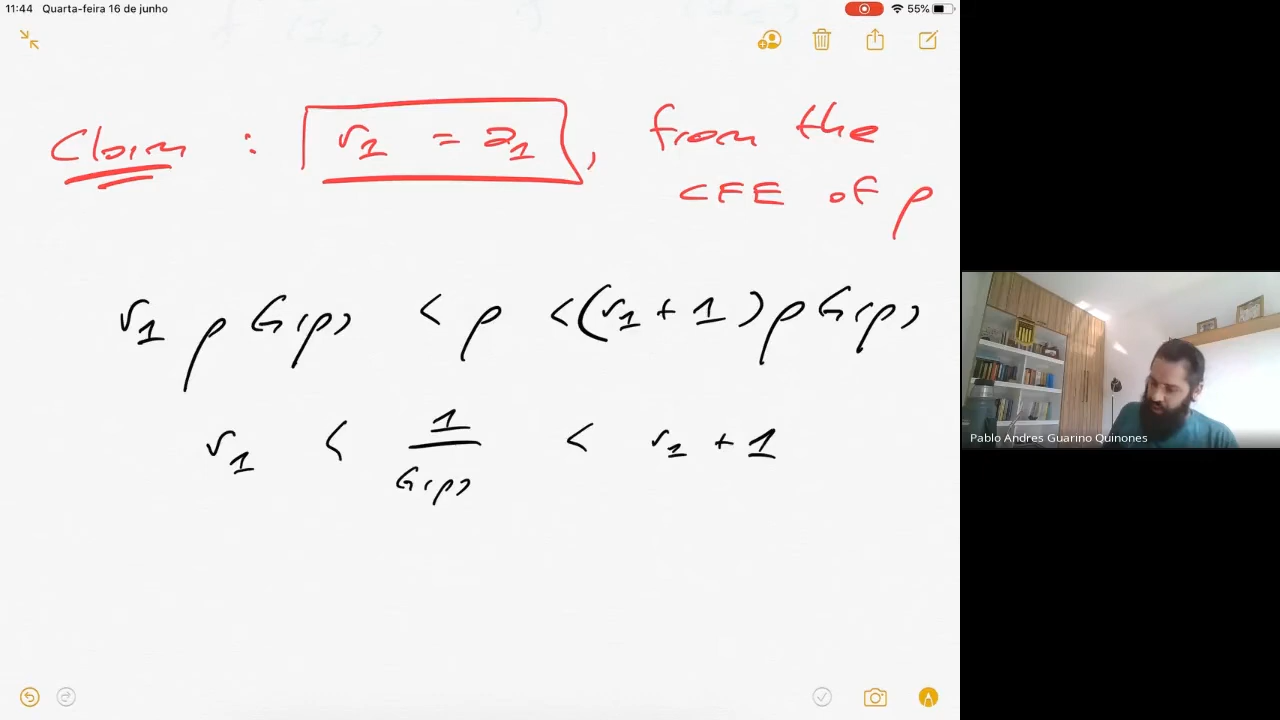 11:44 Quarta-feira 16 de junho 55%
Claim : r₁ = a₁, from the
CFE of ρ
r₁ ρ G(ρ) < ρ < (r₁ + 1) ρ G(ρ)
r₁ < 1/G(ρ) < r₁ + 1
Pablo Andres Guarino Quinones